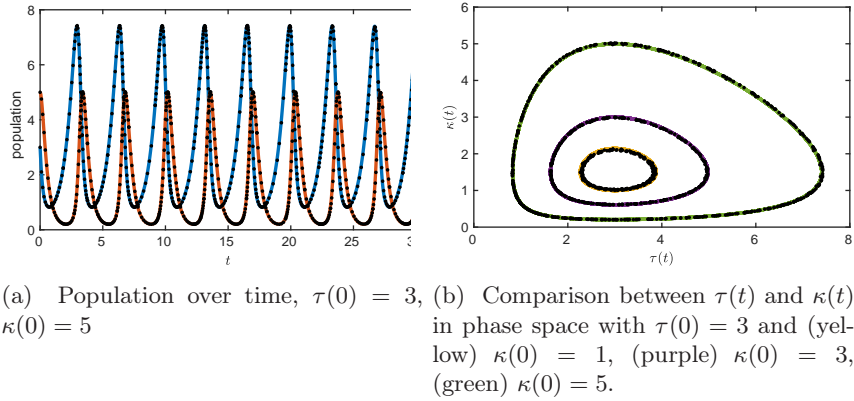 8
6
4
2
0
population
0
5
10
15
20
25
3
t
6
5
4
3
2
1
0
κ(t)
0
2
4
6
8
τ(t)
(a) Population over time, τ(0) = 3,
κ(0) = 5
(b) Comparison between τ(t) and κ(t)
in phase space with τ(0) = 3 and (yel-
low) κ(0) = 1, (purple) κ(0) = 3,
(green) κ(0) = 5.